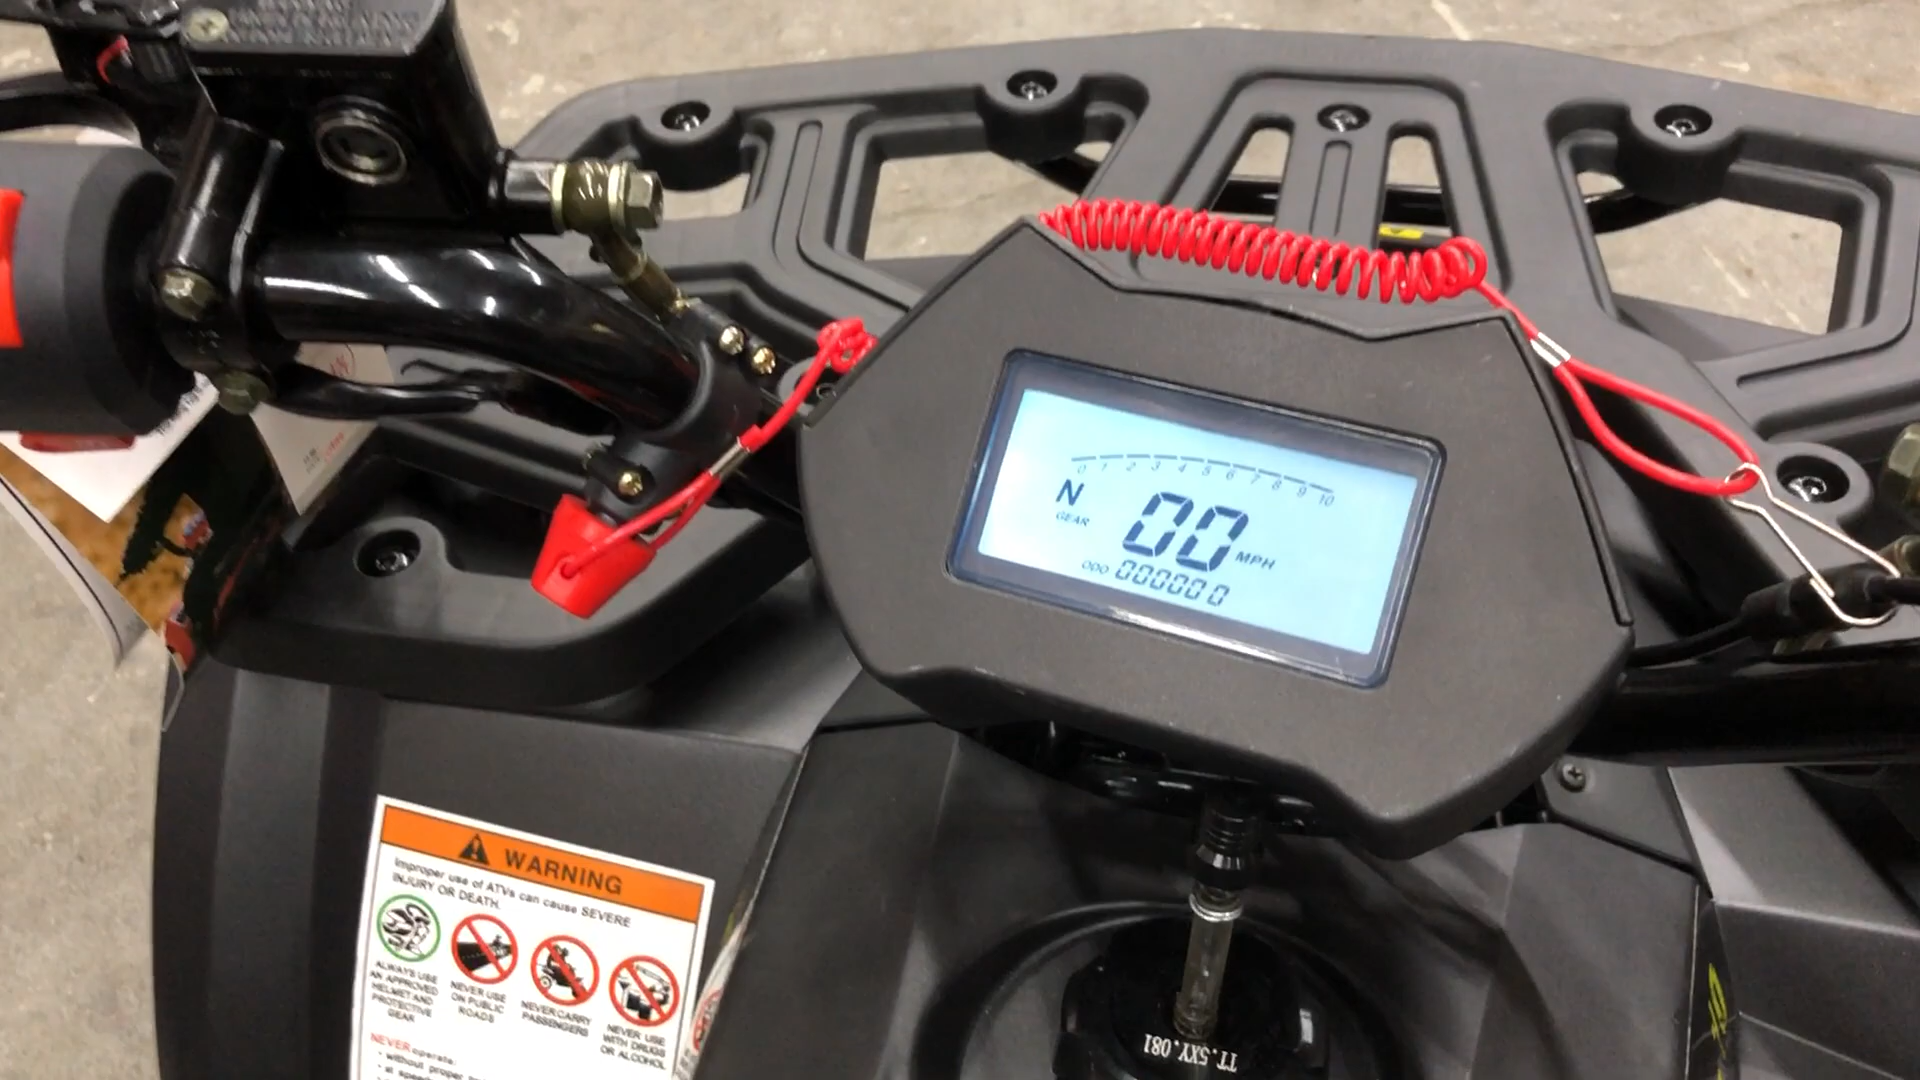 0 1 2 3 4 5 6 7 8 9 10
N
GEAR
00 MPH
ODO 000000
WARNING
Improper use of ATVs can cause SEVERE
INJURY OR DEATH.
ALWAYS USE
AN APPROVED
HELMET AND
PROTECTIVE
GEAR
NEVER USE
ON PUBLIC
ROADS
NEVER CARRY
PASSENGERS
NEVER USE
WITH DRUGS
OR ALCOHOL
NEVER operate:
• without proper
• at
TT.5XY.081